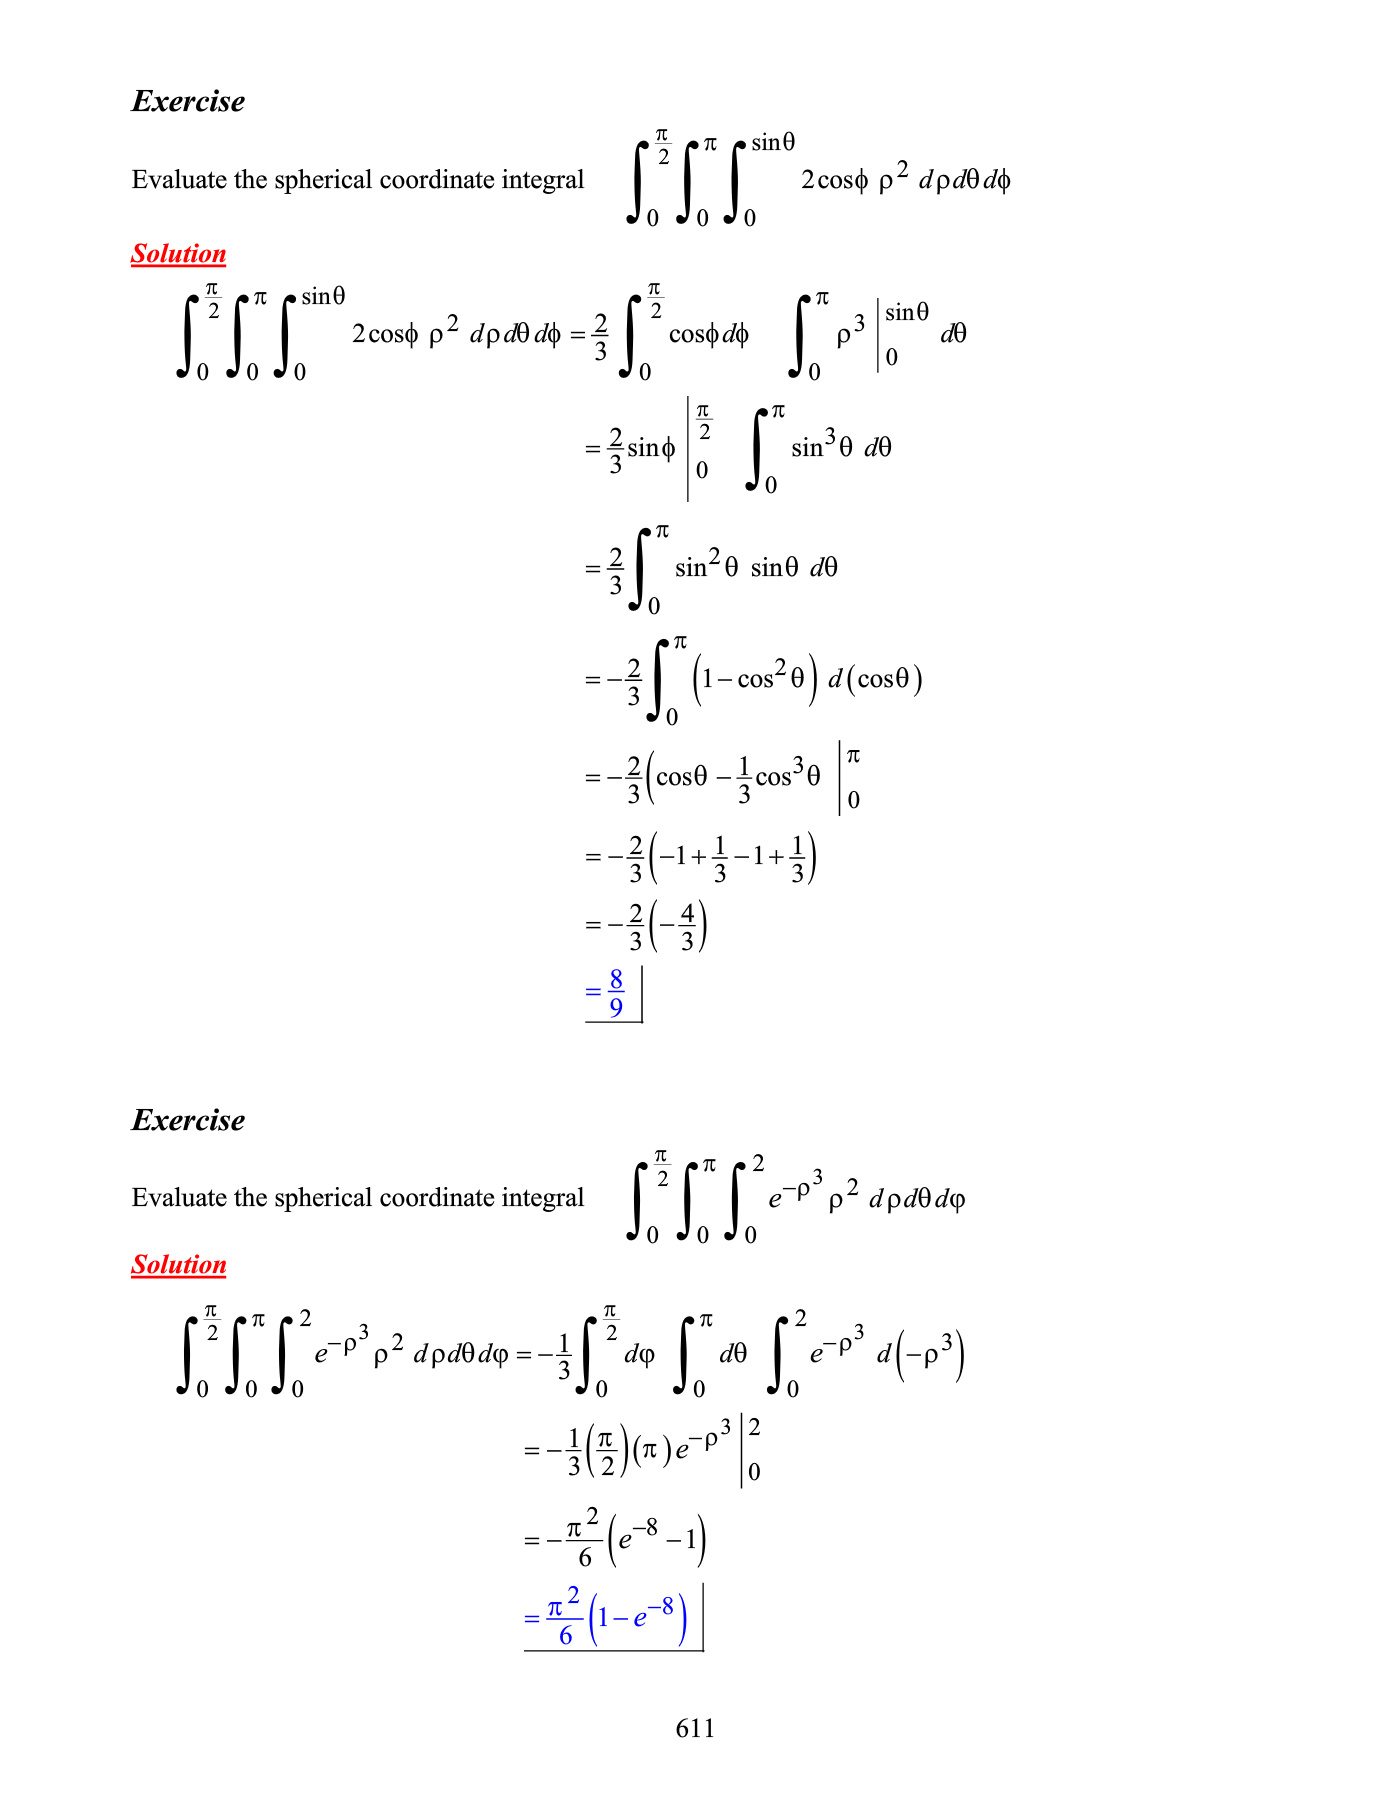 Exercise
Evaluate the spherical coordinate integral $\int_0^{\frac{\pi}{2}} \int_0^{\pi} \int_0^{\sin\theta} 2\cos\phi \ \rho^2 \ d\rho d\theta d\phi$
Solution
$\int_0^{\frac{\pi}{2}} \int_0^{\pi} \int_0^{\sin\theta} 2\cos\phi \ \rho^2 \ d\rho d\theta d\phi = \frac{2}{3} \int_0^{\frac{\pi}{2}} \cos\phi d\phi \quad \int_0^{\pi} \rho^3 \Big|_0^{\sin\theta} d\theta$
$= \frac{2}{3} \sin\phi \Big|_0^{\frac{\pi}{2}} \quad \int_0^{\pi} \sin^3\theta \ d\theta$
$= \frac{2}{3} \int_0^{\pi} \sin^2\theta \ \sin\theta \ d\theta$
$= -\frac{2}{3} \int_0^{\pi} \left(1 - \cos^2\theta\right) d(\cos\theta)$
$= -\frac{2}{3} \left(\cos\theta - \frac{1}{3}\cos^3\theta \ \Big|_0^{\pi}\right.$
$= -\frac{2}{3} \left(-1 + \frac{1}{3} - 1 + \frac{1}{3}\right)$
$= -\frac{2}{3} \left(-\frac{4}{3}\right)$
$= \frac{8}{9}$
Exercise
Evaluate the spherical coordinate integral $\int_0^{\frac{\pi}{2}} \int_0^{\pi} \int_0^{2} e^{-\rho^3} \rho^2 \ d\rho d\theta d\varphi$
Solution
$\int_0^{\frac{\pi}{2}} \int_0^{\pi} \int_0^{2} e^{-\rho^3} \rho^2 \ d\rho d\theta d\varphi = -\frac{1}{3} \int_0^{\frac{\pi}{2}} d\varphi \ \int_0^{\pi} d\theta \ \int_0^{2} e^{-\rho^3} \ d\left(-\rho^3\right)$
$= -\frac{1}{3} \left(\frac{\pi}{2}\right) (\pi) e^{-\rho^3} \Big|_0^2$
$= -\frac{\pi^2}{6} \left(e^{-8} - 1\right)$
$= \frac{\pi^2}{6} \left(1 - e^{-8}\right)$
611